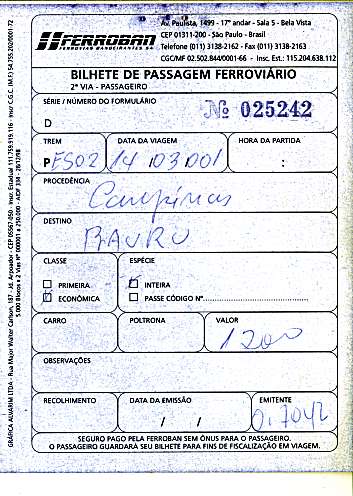 FERROBAN
FERROVIAS BANDEIRANTES SA
Av. Paulista, 1499 - 17º andar - Sala 5 - Bela Vista
CEP 01311-200 - São Paulo - Brasil
Telefone (011) 3138-2162 - Fax (011) 3138-2163
CGC/MF 02.502.844/0001-66 - Insc. Est.: 115.204.638.112
BILHETE DE PASSAGEM FERROVIÁRIO
2ª VIA - PASSAGEIRO
SÉRIE / NÚMERO DO FORMULÁRIO
D
Nº 025242
TREM
PES02
DATA DA VIAGEM
14 03 001
HORA DA PARTIDA
:
PROCEDÊNCIA
Campinas
DESTINO
BAURU
CLASSE
PRIMEIRA
ECONÔMICA
ESPÉCIE
INTEIRA
PASSE CÓDIGO Nº
CARRO
POLTRONA
VALOR
1200
OBSERVAÇÕES
RECOLHIMENTO
DATA DA EMISSÃO
/ /
EMITENTE
0.7042
SEGURO PAGO PELA FERROBAN SEM ÔNUS PARA O PASSAGEIRO.
O PASSAGEIRO GUARDARÁ SEU BILHETE PARA FINS DE FISCALIZAÇÃO EM VIAGEM.